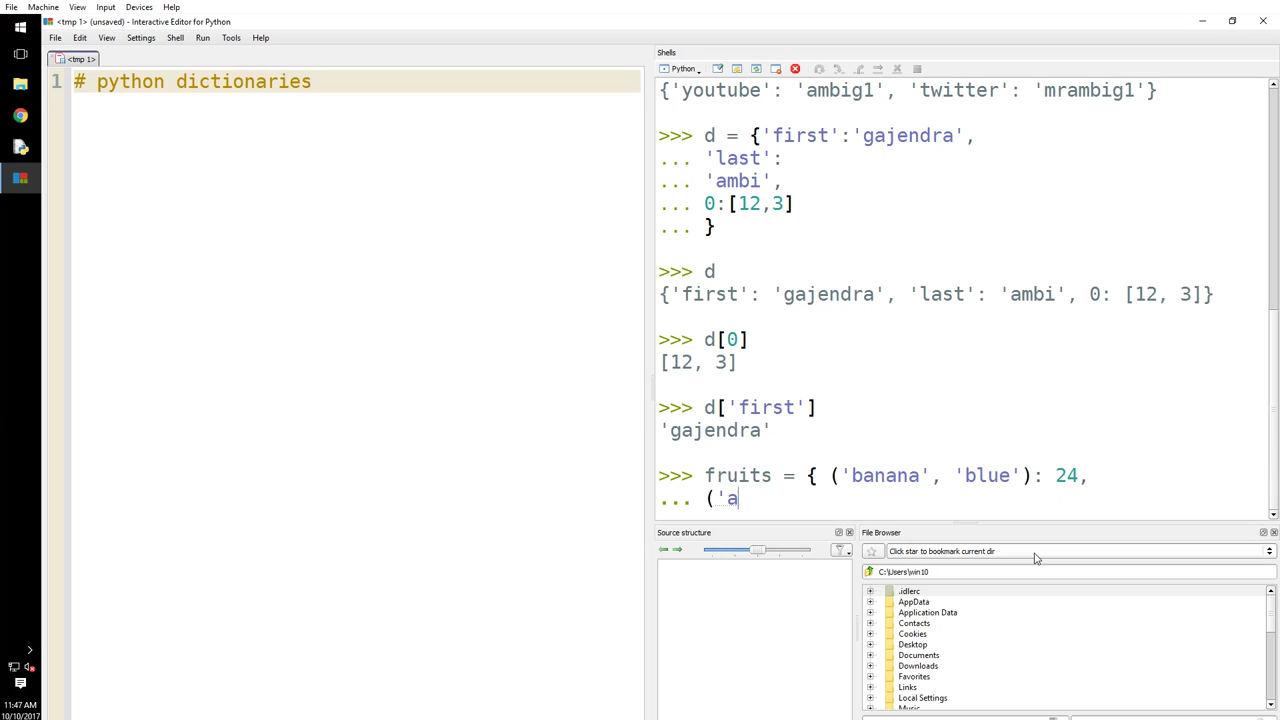 File Machine View Input Devices Help
<tmp 1> (unsaved) - Interactive Editor for Python
File Edit View Settings Shell Run Tools Help
<tmp 1>
1 # python dictionaries
Shells
Python
{'youtube': 'ambig1', 'twitter': 'mrambig1'}
>>> d = {'first':'gajendra',
... 'last':
... 'ambi',
... 0:[12,3]
... }
>>> d
{'first': 'gajendra', 'last': 'ambi', 0: [12, 3]}
>>> d[0]
[12, 3]
>>> d['first']
'gajendra'
>>> fruits = { ('banana', 'blue'): 24,
... ('a
Source structure
File Browser
Click star to bookmark current dir
C:\Users\win10
.idlerc
AppData
Application Data
Contacts
Cookies
Desktop
Documents
Downloads
Favorites
Links
Local Settings
Music
11:47 AM
10/10/2017